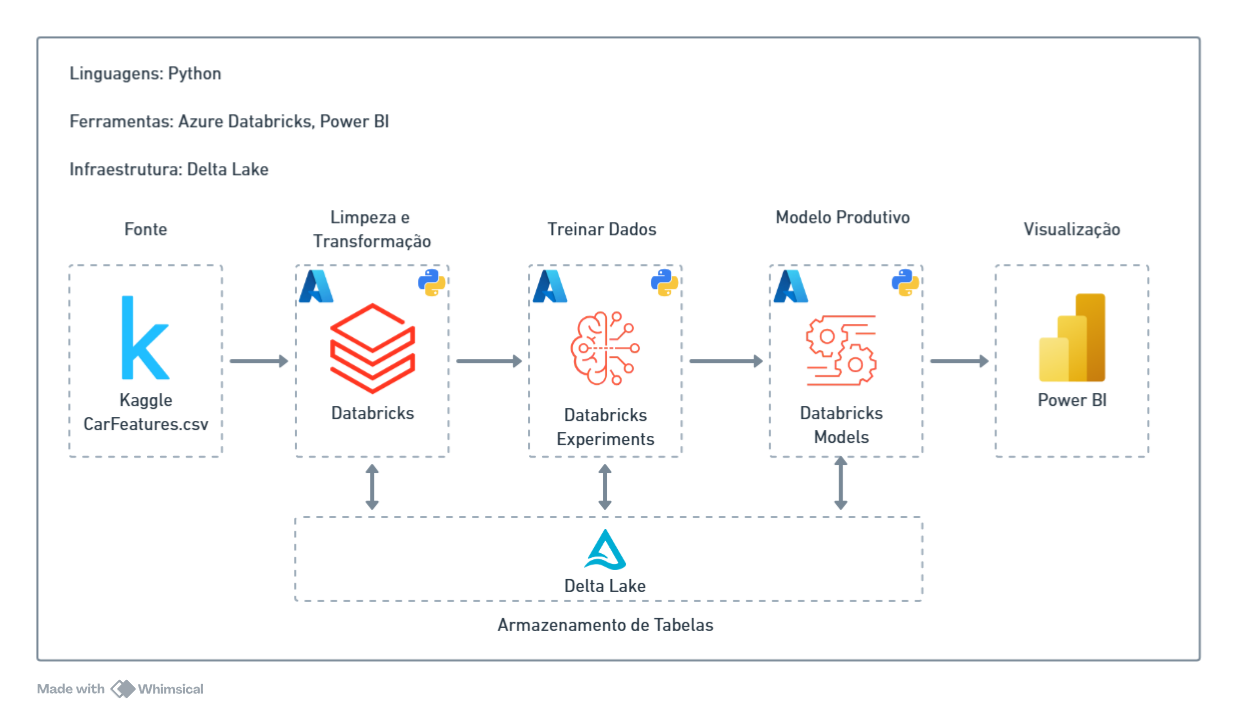 Linguagens: Python
Ferramentas: Azure Databricks, Power BI
Infraestrutura: Delta Lake
Fonte
Limpeza e
Transformação
Treinar Dados
Modelo Produtivo
Visualização
Kaggle
CarFeatures.csv
Databricks
Databricks
Experiments
Databricks
Models
Power BI
Delta Lake
Armazenamento de Tabelas
Made with Whimsical